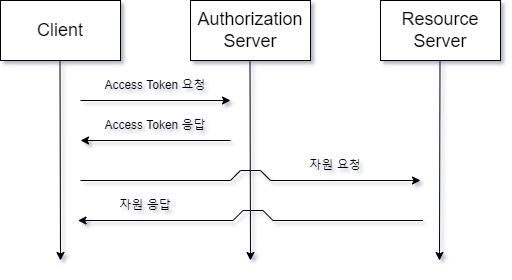 Client
Authorization
Server
Resource
Server
Access Token 요청
Access Token 응답
자원 요청
자원 응답